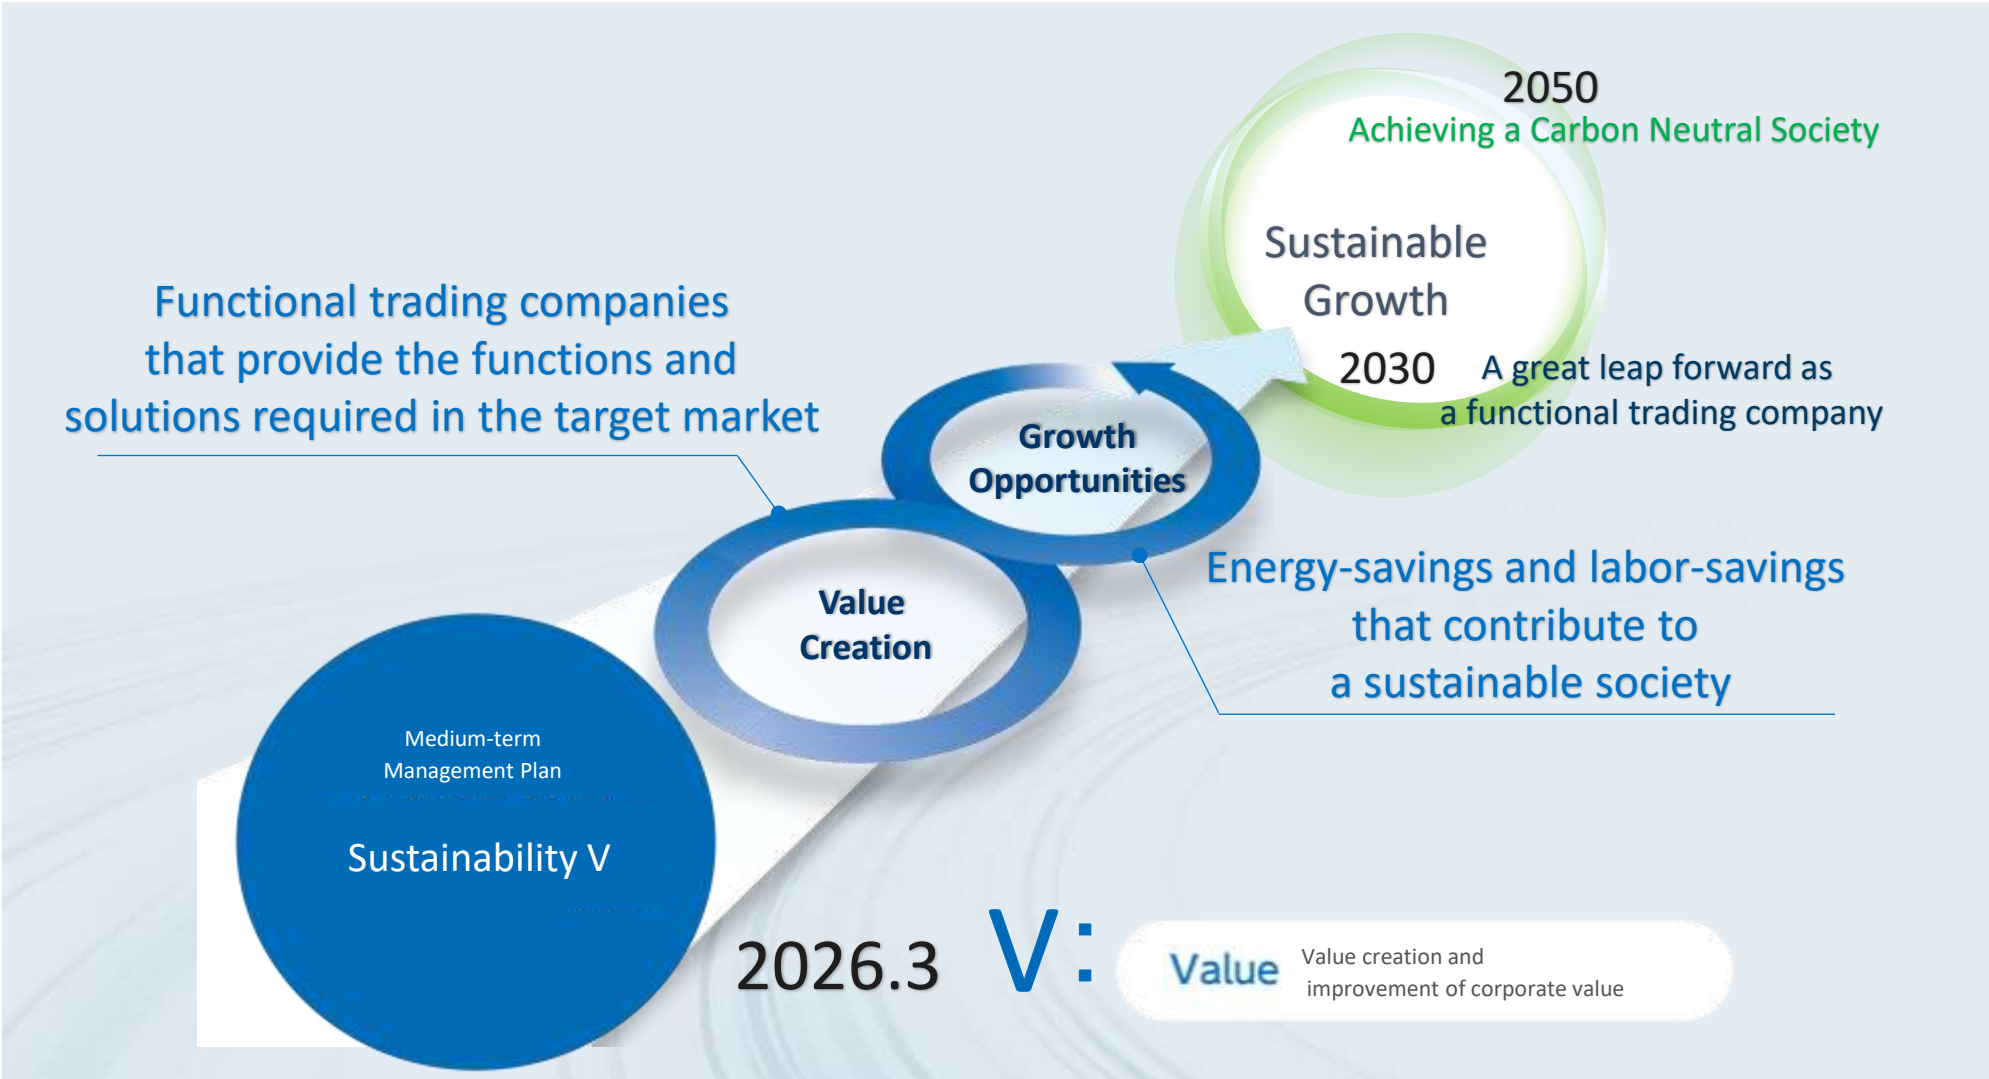 2050
Achieving a Carbon Neutral Society
Sustainable
Growth
2030
A great leap forward as
a functional trading company
Functional trading companies
that provide the functions and
solutions required in the target market
Growth
Opportunities
Value
Creation
Energy-savings and labor-savings
that contribute to
a sustainable society
Medium-term
Management Plan
Sustainability V
2026.3
V:
Value
Value creation and
improvement of corporate value